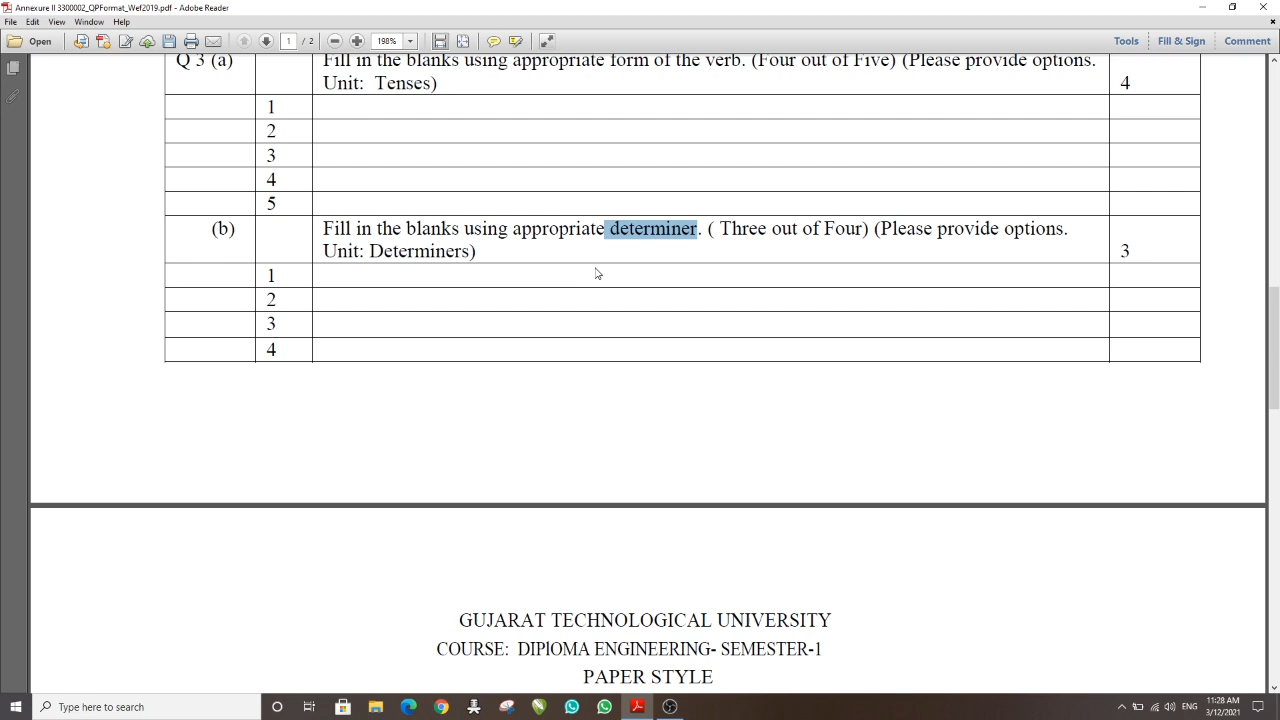 Annexure II 3300002_QPFormat_Wef2019.pdf - Adobe Reader
File Edit View Window Help
Open 1 / 2 198% Tools Fill & Sign Comment
Q 3 (a) Fill in the blanks using appropriate form of the verb. (Four out of Five) (Please provide options.
Unit: Tenses) 4
1
2
3
4
5
(b) Fill in the blanks using appropriate determiner. ( Three out of Four) (Please provide options.
Unit: Determiners) 3
1
2
3
4
GUJARAT TECHNOLOGICAL UNIVERSITY
COURSE: DIPlOMA ENGINEERING- SEMESTER-1
PAPER STYLE
Type here to search
ENG
11:28 AM
3/12/2021